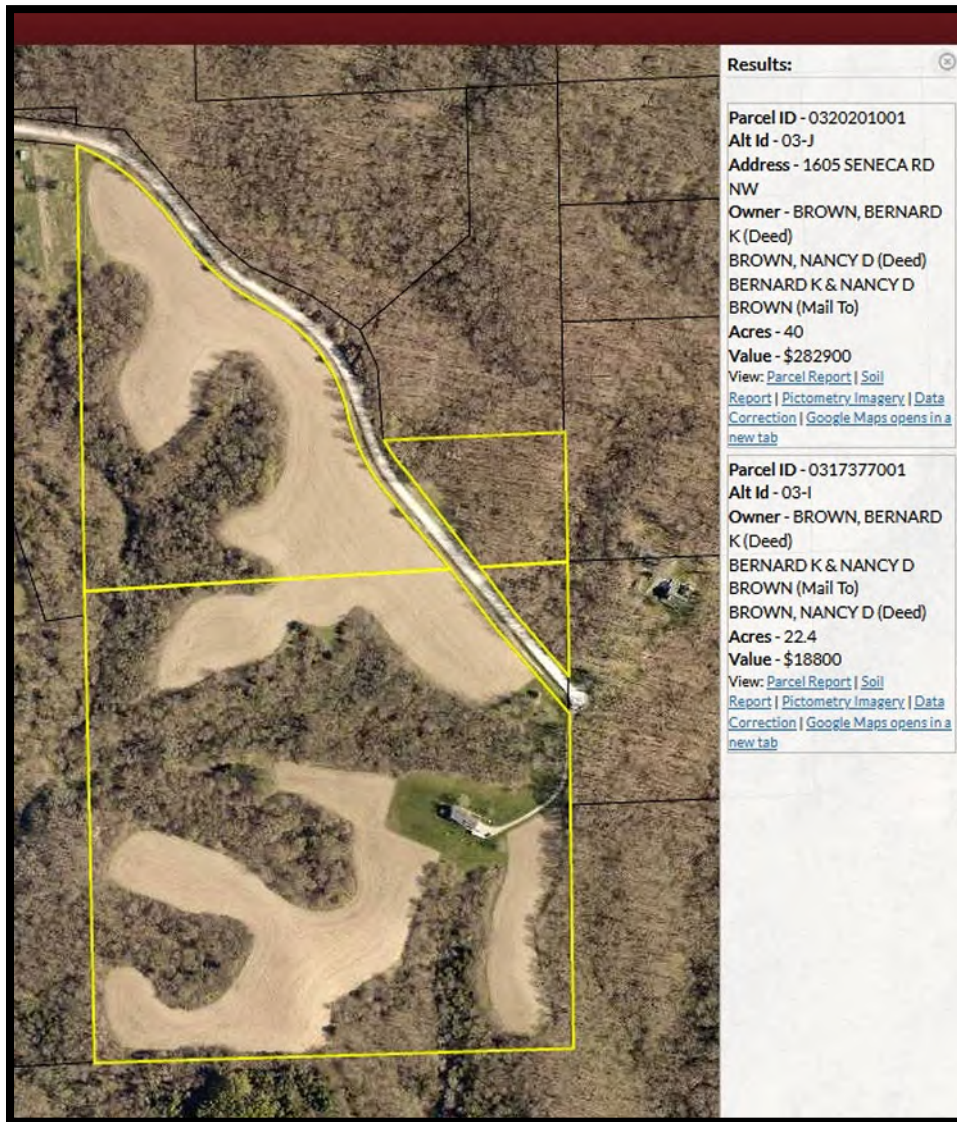 Results:
Parcel ID - 0320201001
Alt Id - 03-J
Address - 1605 SENECA RD
NW
Owner - BROWN, BERNARD
K (Deed)
BROWN, NANCY D (Deed)
BERNARD K & NANCY D
BROWN (Mail To)
Acres - 40
Value - $282900
View: Parcel Report | Soil
Report | Pictometry Imagery | Data
Correction | Google Maps opens in a
new tab
Parcel ID - 0317377001
Alt Id - 03-I
Owner - BROWN, BERNARD
K (Deed)
BERNARD K & NANCY D
BROWN (Mail To)
BROWN, NANCY D (Deed)
Acres - 22.4
Value - $18800
View: Parcel Report | Soil
Report | Pictometry Imagery | Data
Correction | Google Maps opens in a
new tab